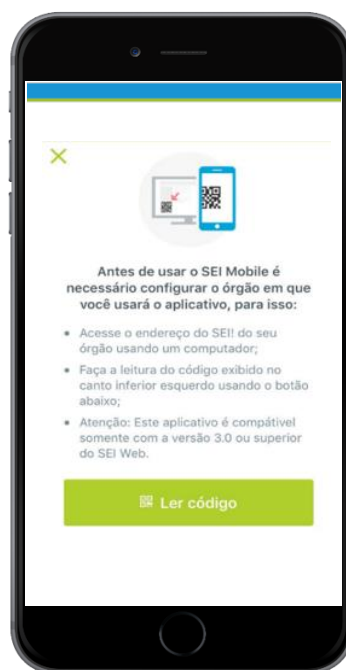 Antes de usar o SEI Mobile é
necessário configurar o órgão em que
você usará o aplicativo, para isso:
Acesse o endereço do SEI! do seu
órgão usando um computador;
Faça a leitura do código exibido no
canto inferior esquerdo usando o botão
abaixo;
Atenção: Este aplicativo é compátivel
somente com a versão 3.0 ou superior
do SEI Web.
Ler código